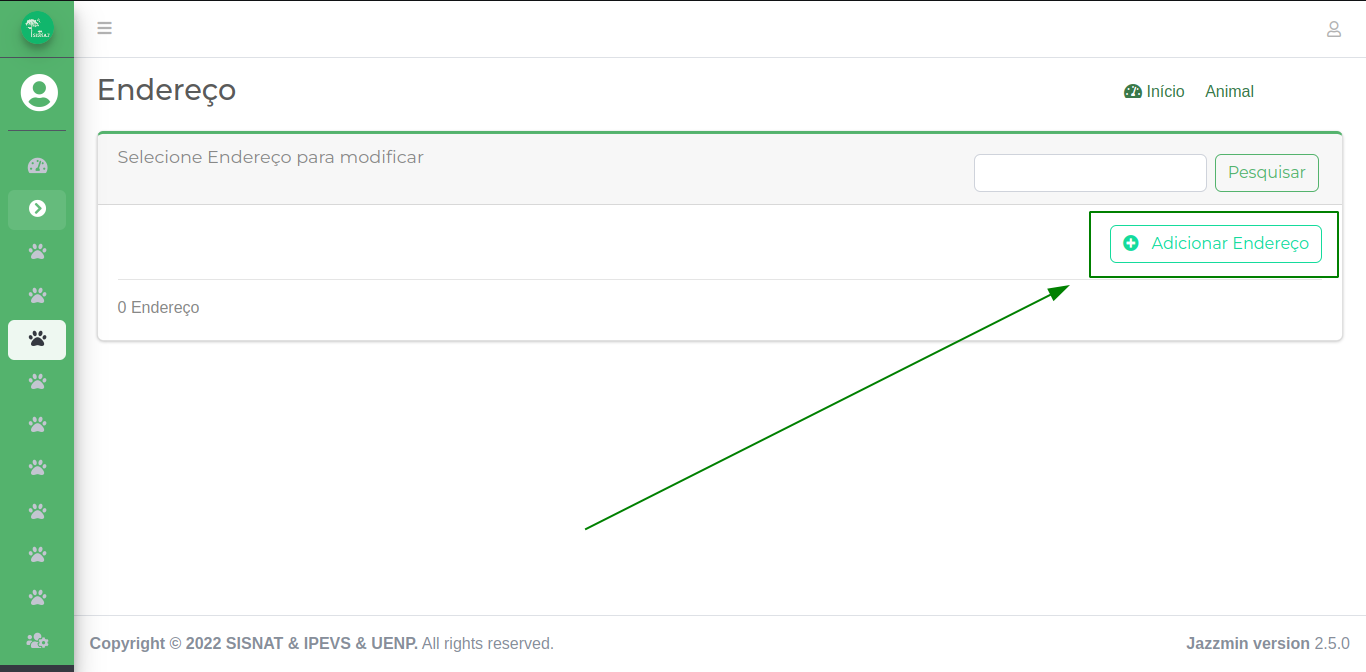 SISNAT
Endereço
Início Animal
Selecione Endereço para modificar
Pesquisar
Adicionar Endereço
0 Endereço
Copyright © 2022 SISNAT & IPEVS & UENP. All rights reserved.
Jazzmin version 2.5.0